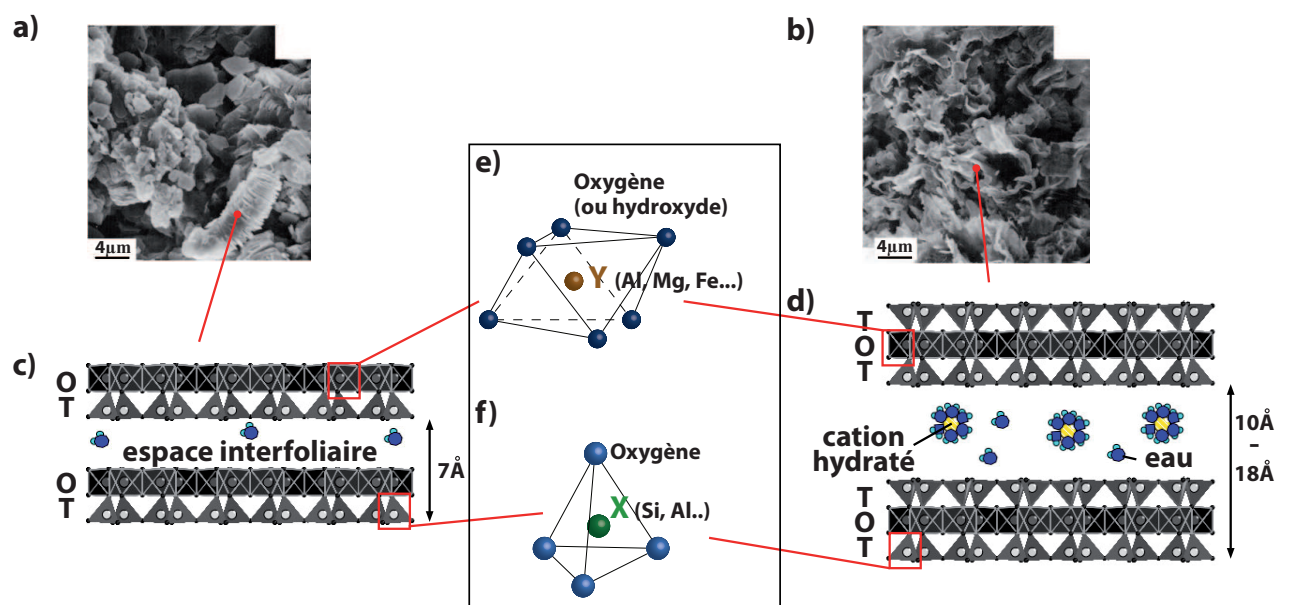 a)
4µm
b)
4µm
e)
Oxygène
(ou hydroxyde)
Y (Al, Mg, Fe...)
c)
O
T
espace interfoliaire
7Å
O
T
f)
Oxygène
X (Si, Al..)
d)
T
O
T
cation
hydraté
eau
10Å
–
18Å
T
O
T